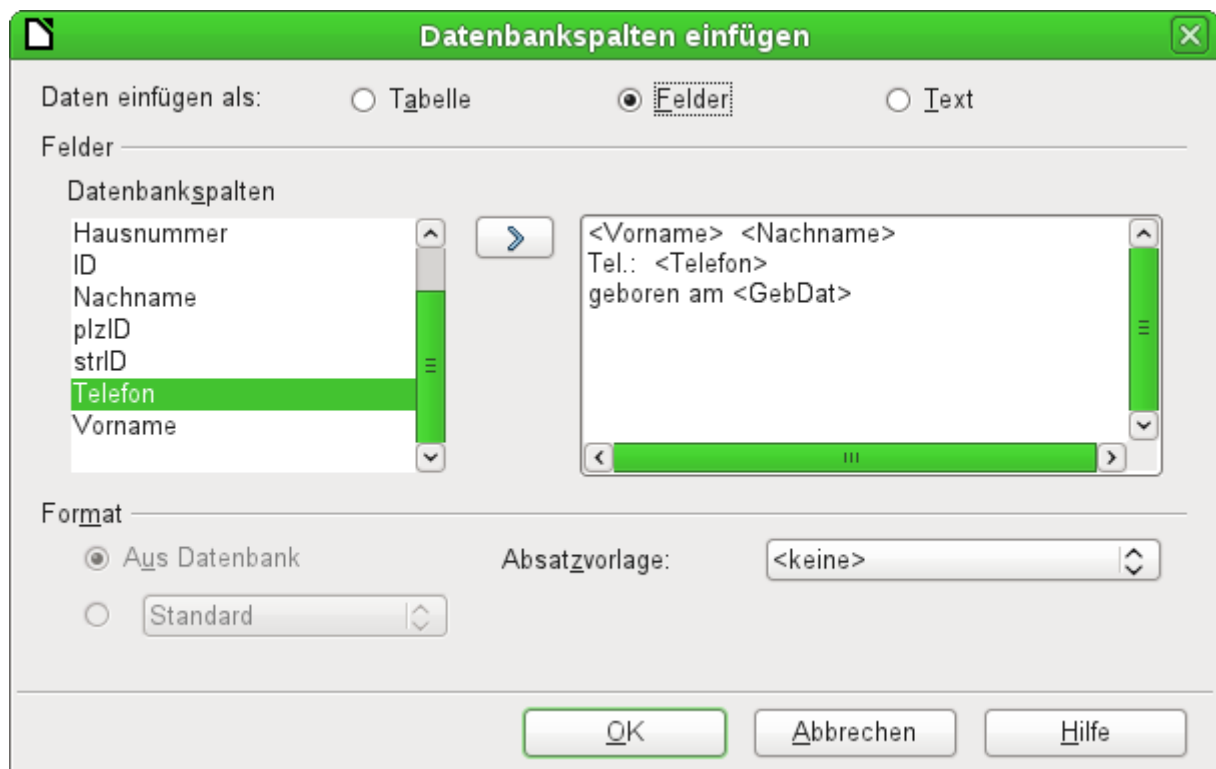 Datenbankspalten einfügen
Daten einfügen als: Tabelle Felder Text
Felder
Datenbankspalten
Hausnummer
ID
Nachname
plzID
strID
Telefon
Vorname
<Vorname> <Nachname>
Tel.: <Telefon>
geboren am <GebDat>
Format
Aus Datenbank
Absatzvorlage: <keine>
Standard
OK Abbrechen Hilfe